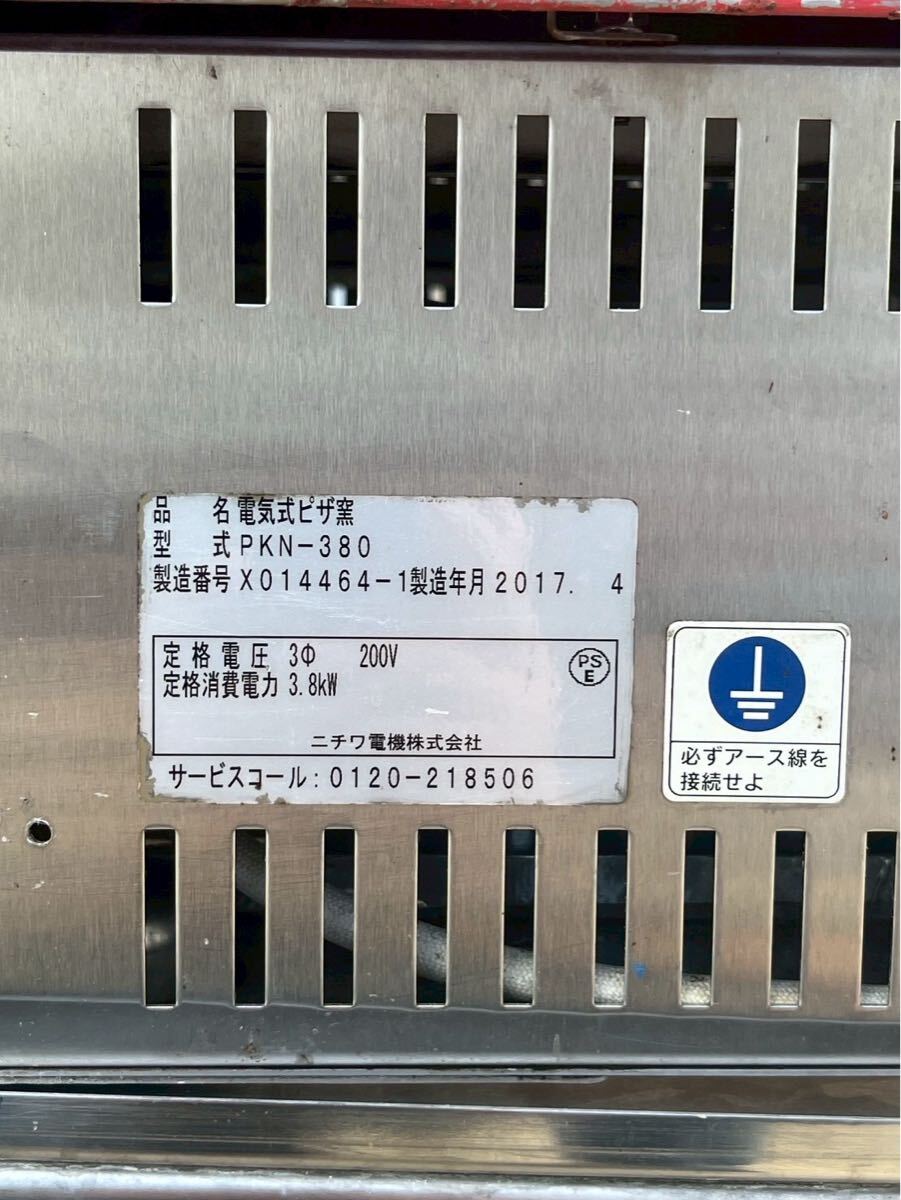 品 名 電気式ピザ窯
型 式 PKN-380
製造番号 X014464-1 製造年月 2017. 4
定格電圧 3Φ 200V
定格消費電力 3.8kW
PS
E
ニチワ電機株式会社
サービスコール:0120-218506
必ずアース線を
接続せよ